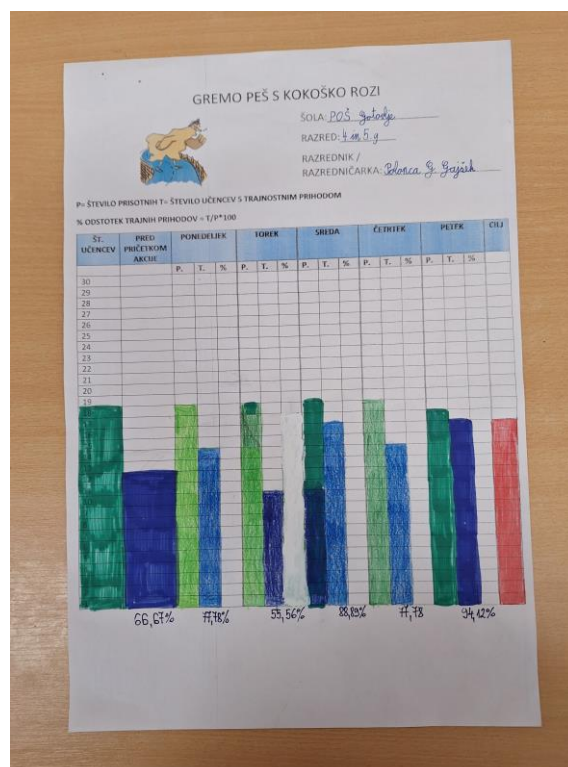 GREMO PEŠ S KOKOŠKO ROZI
ŠOLA: POŠ Gotovlje
RAZRED: 4 in 5. g
RAZREDNIK /
RAZREDNIČARKA: Polonca G. Gajšek
P= ŠTEVILO PRISOTNIH T= ŠTEVILO UČENCEV S TRAJNOSTNIM PRIHODOM
% ODSTOTEK TRAJNIH PRIHODOV = T/P*100
ŠT. UČENCEV PRED PRIČETKOM AKCIJE PONEDELJEK TOREK SREDA ČETRTEK PETEK CILJ
P. T. % P. T. % P. T. % P. T. % P. T. %
30
29
28
27
26
25
24
23
22
21
20
19
66,67% 77,78% 55,56% 88,89% 77,78 94,12%